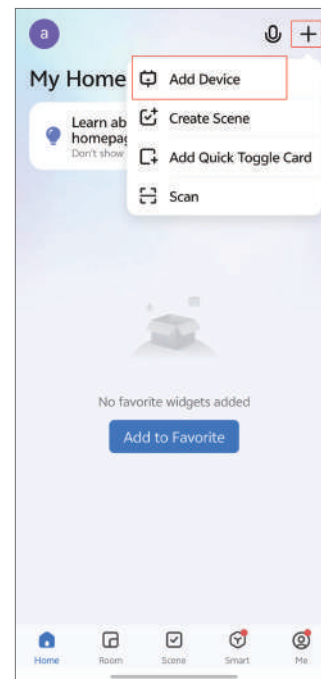 a
My Home
Add Device
Learn ab
homepag
Don't show
Create Scene
Add Quick Toggle Card
Scan
No favorite widgets added
Add to Favorite
Home
Room
Scene
Smart
Me